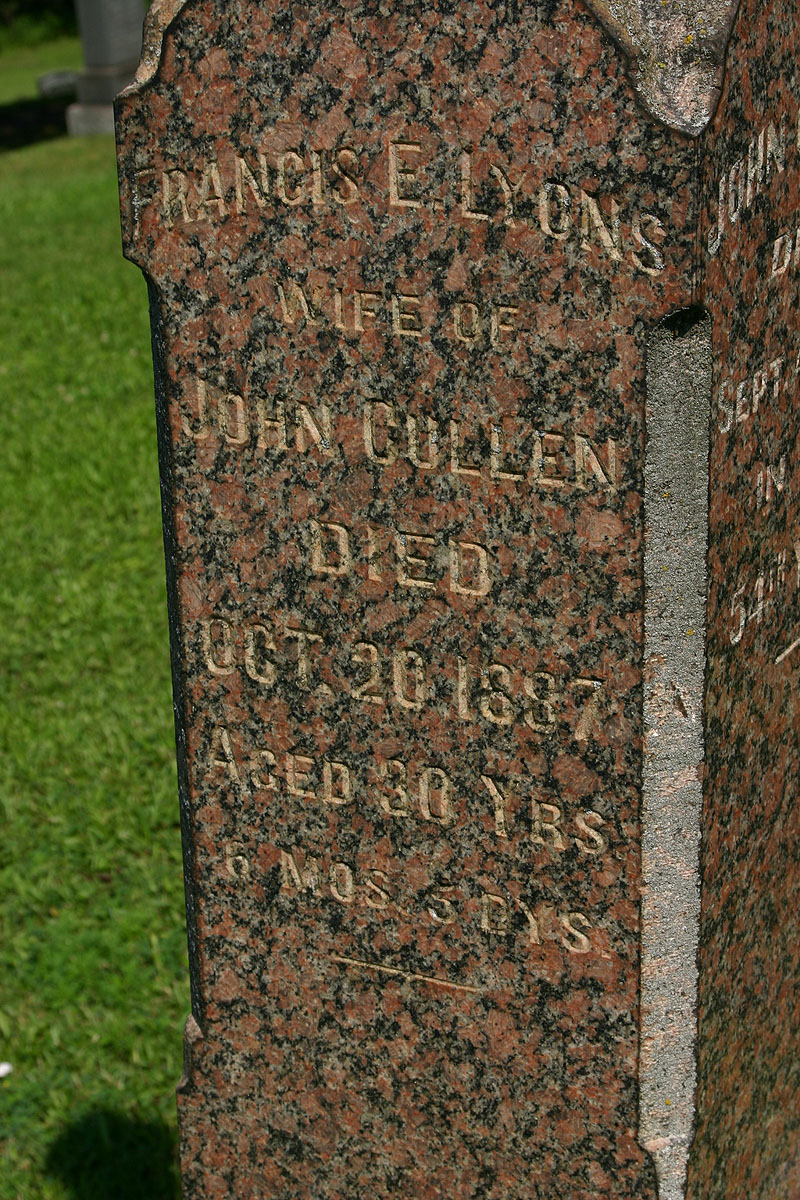 FRANCIS E. LYONS
WIFE OF
JOHN CULLEN
DIED
OCT. 20 1887
AGED 30 YRS.
6 MOS. 5 DYS.
JOHN
SEPT
IN
54TH